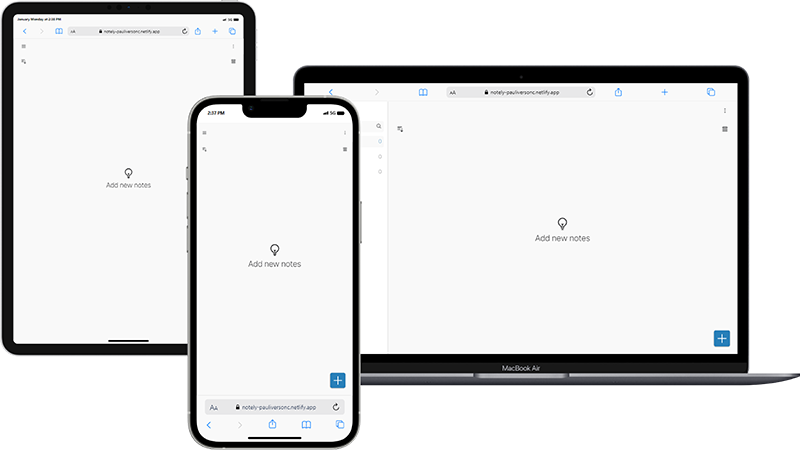 January Monday at 2:33 PM
5G
AA
notely-pauliversonc.netlify.app
Add new notes
2:37 PM
5G
Add new notes
AA
notely-pauliversonc.netlify.app
AA
notely-pauliversonc.netlify.app
0
0
0
Add new notes
MacBook Air